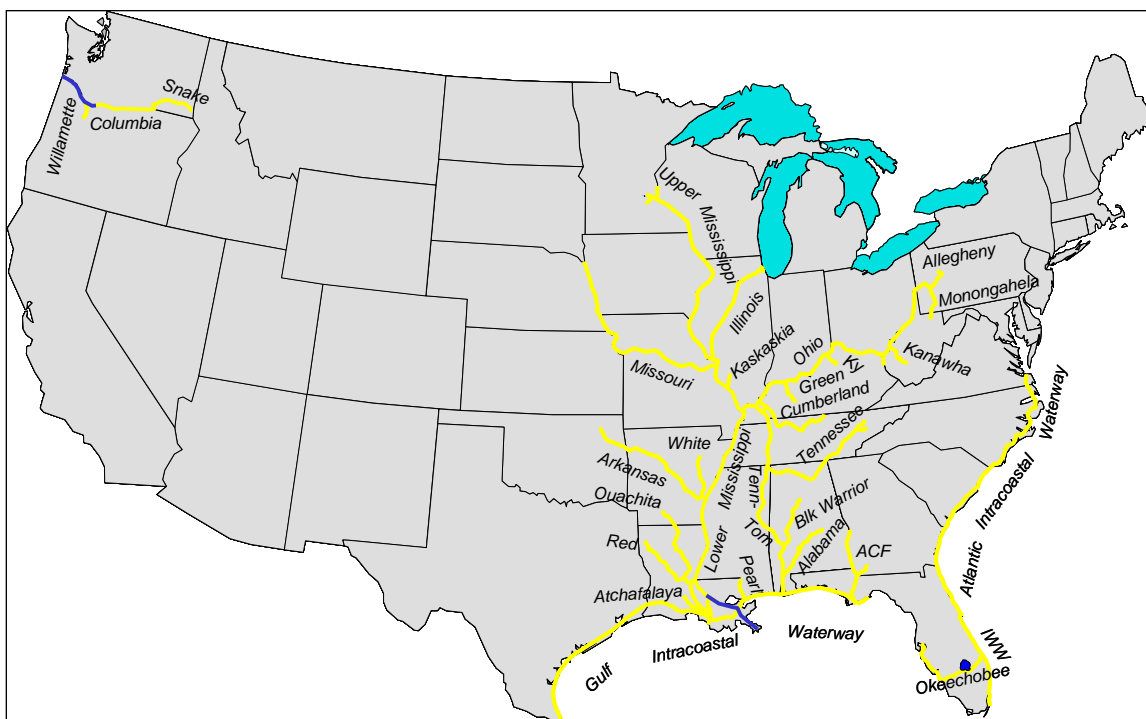 Snake
Willamette
Columbia
Upper
Mississippi
Allegheny
Monongahela
Illinois
Kaskaskia
Ohio
KY
Kanawha
Missouri
Green
Cumberland
White
Mississippi
Tennessee
Waterway
Arkansas
Tenn-
Ouachita
Blk Warrior
Tom
Intracoastal
Red
Lower
Alabama
ACF
Pearl
Atlantic
Atchafalaya
Waterway
Intracoastal
Gulf
IWW
Okeechobee